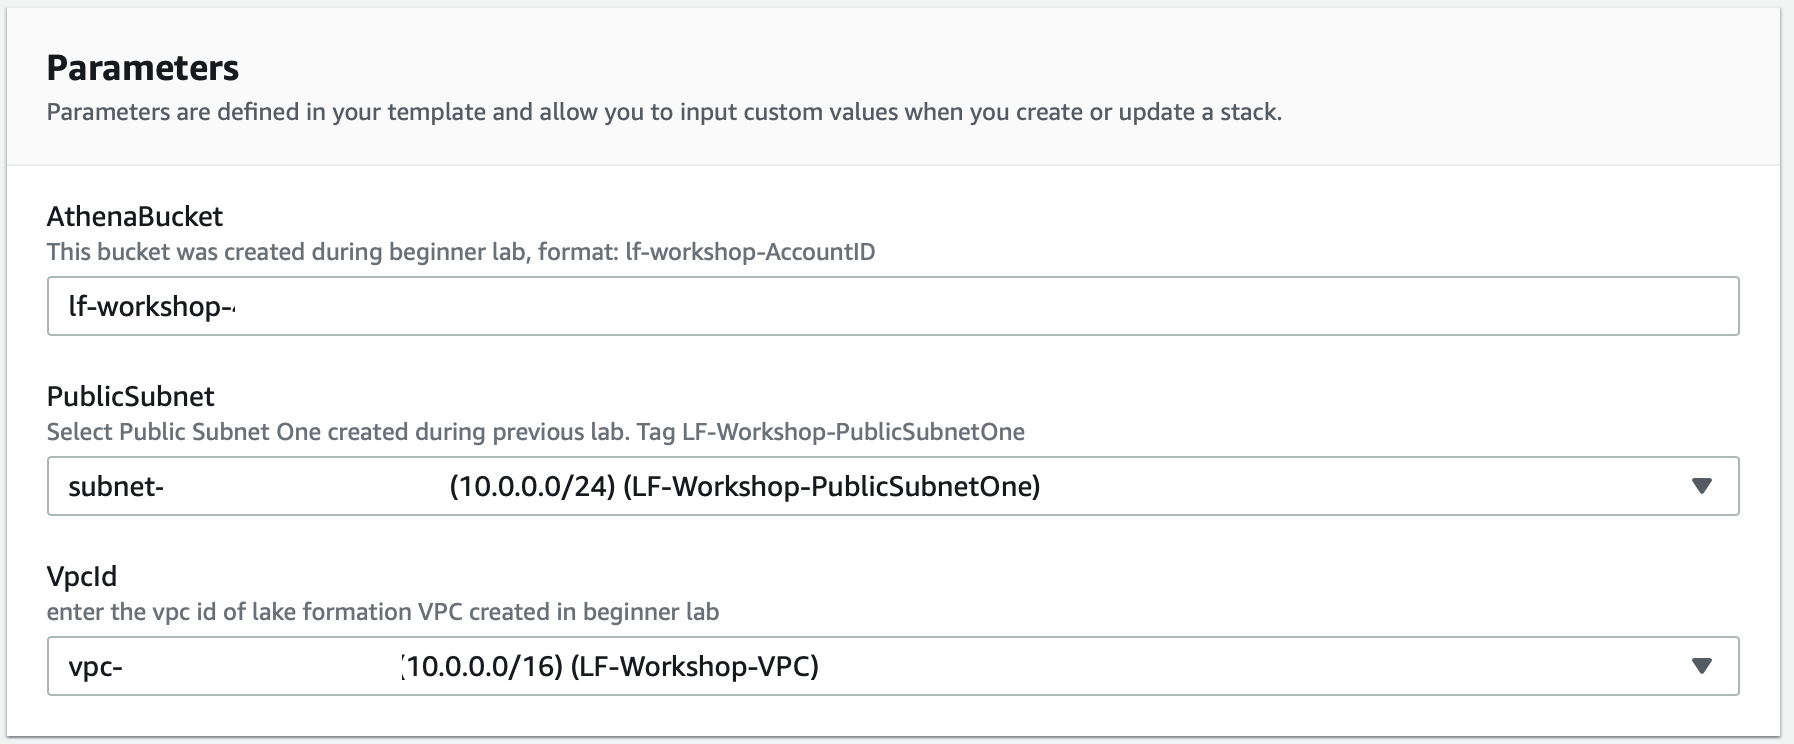 Parameters
Parameters are defined in your template and allow you to input custom values when you create or update a stack.
AthenaBucket
This bucket was created during beginner lab, format: lf-workshop-AccountID
lf-workshop-
PublicSubnet
Select Public Subnet One created during previous lab. Tag LF-Workshop-PublicSubnetOne
subnet- (10.0.0.0/24) (LF-Workshop-PublicSubnetOne)
VpcId
enter the vpc id of lake formation VPC created in beginner lab
vpc- (10.0.0.0/16) (LF-Workshop-VPC)